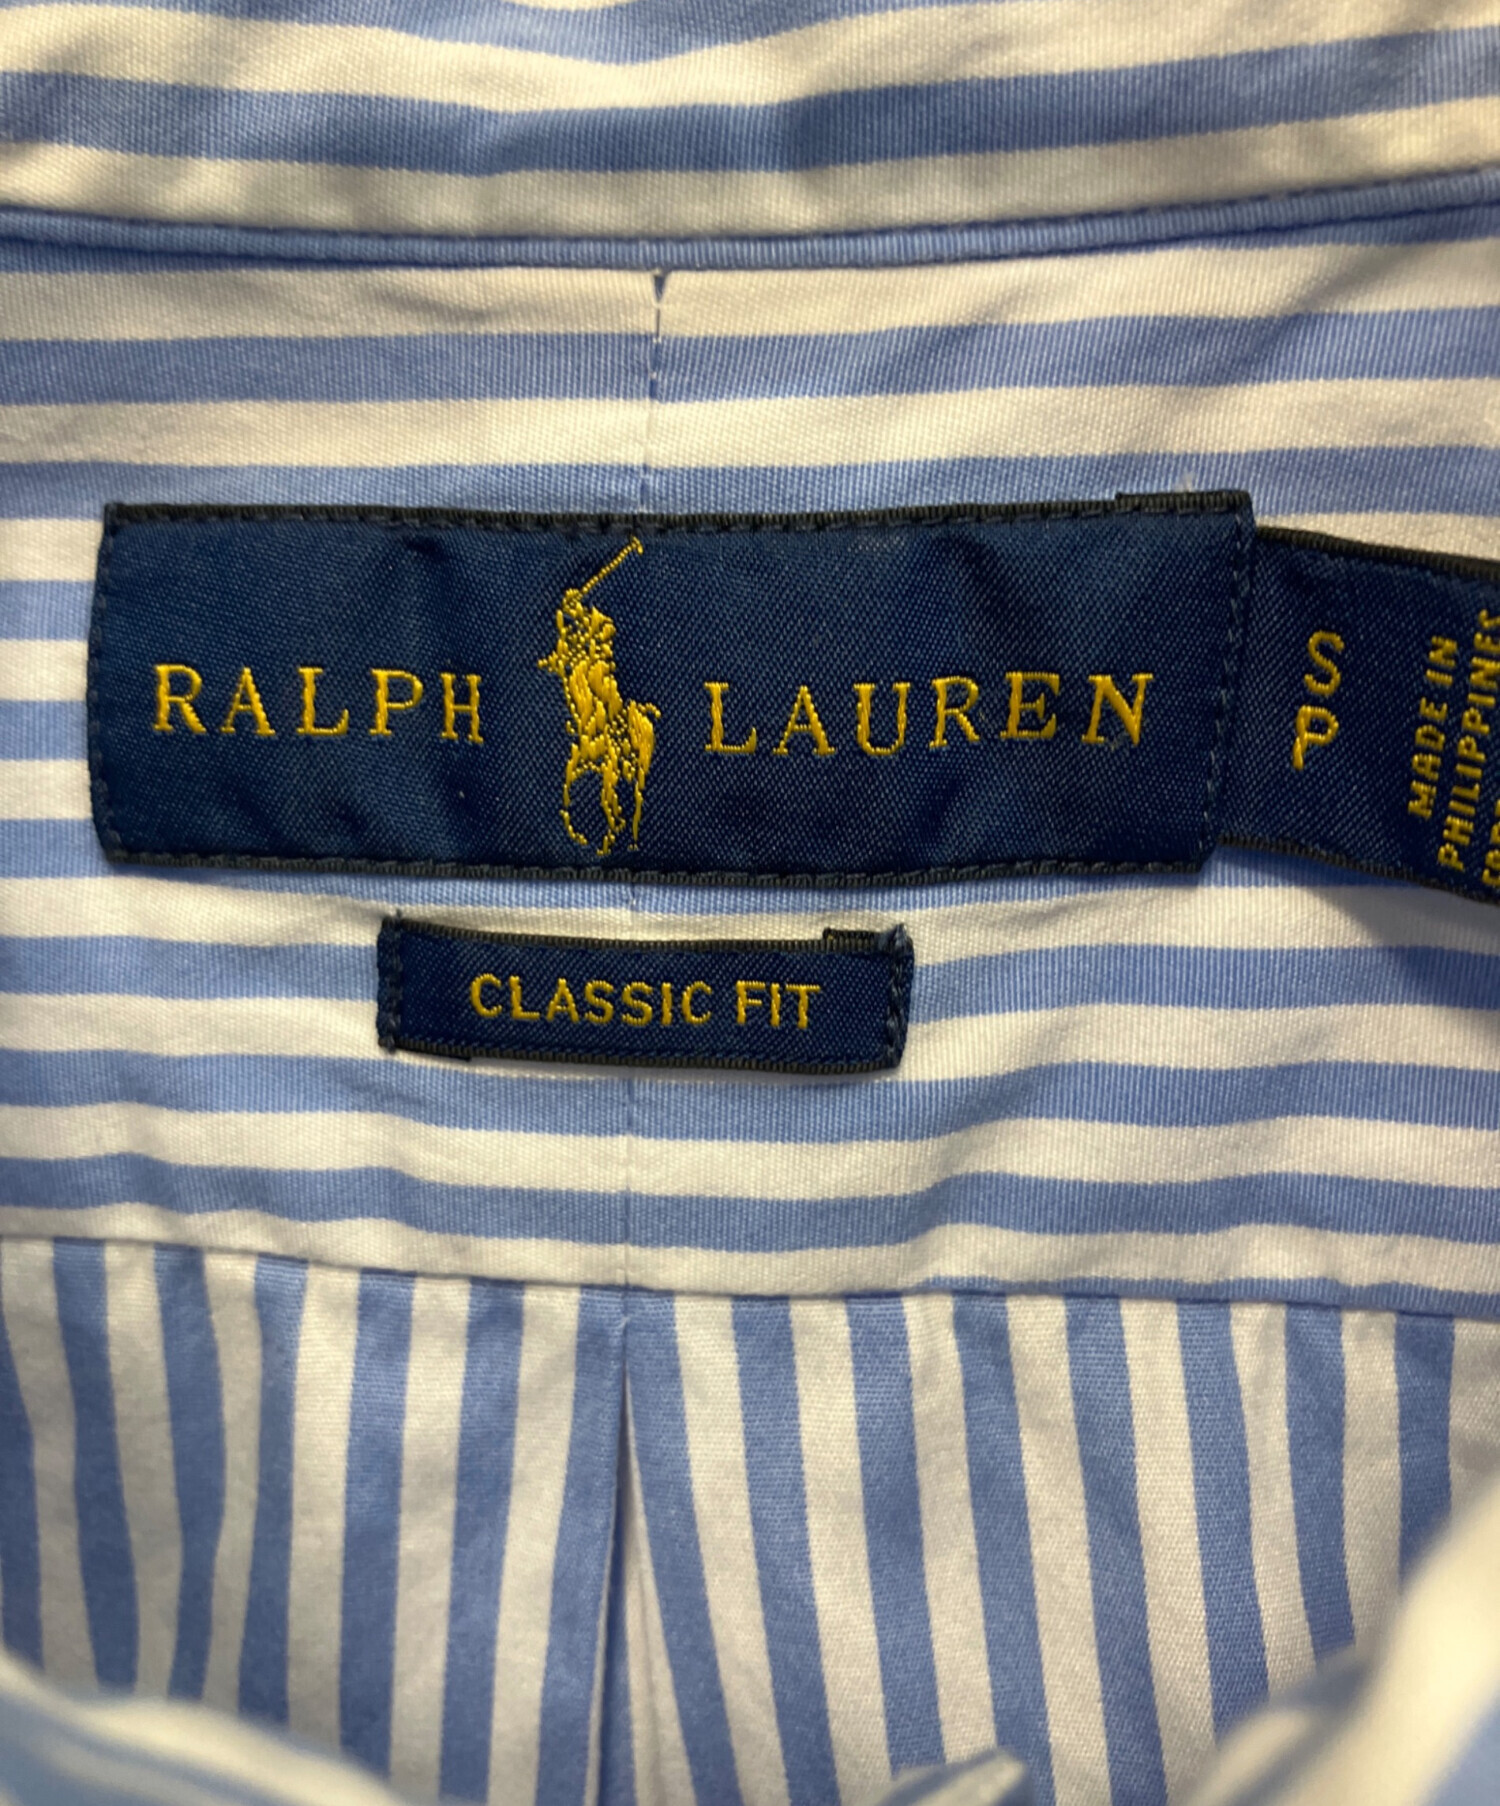 RALPH LAUREN
CLASSIC FIT
S
P
MADE IN
PHILIPPINES